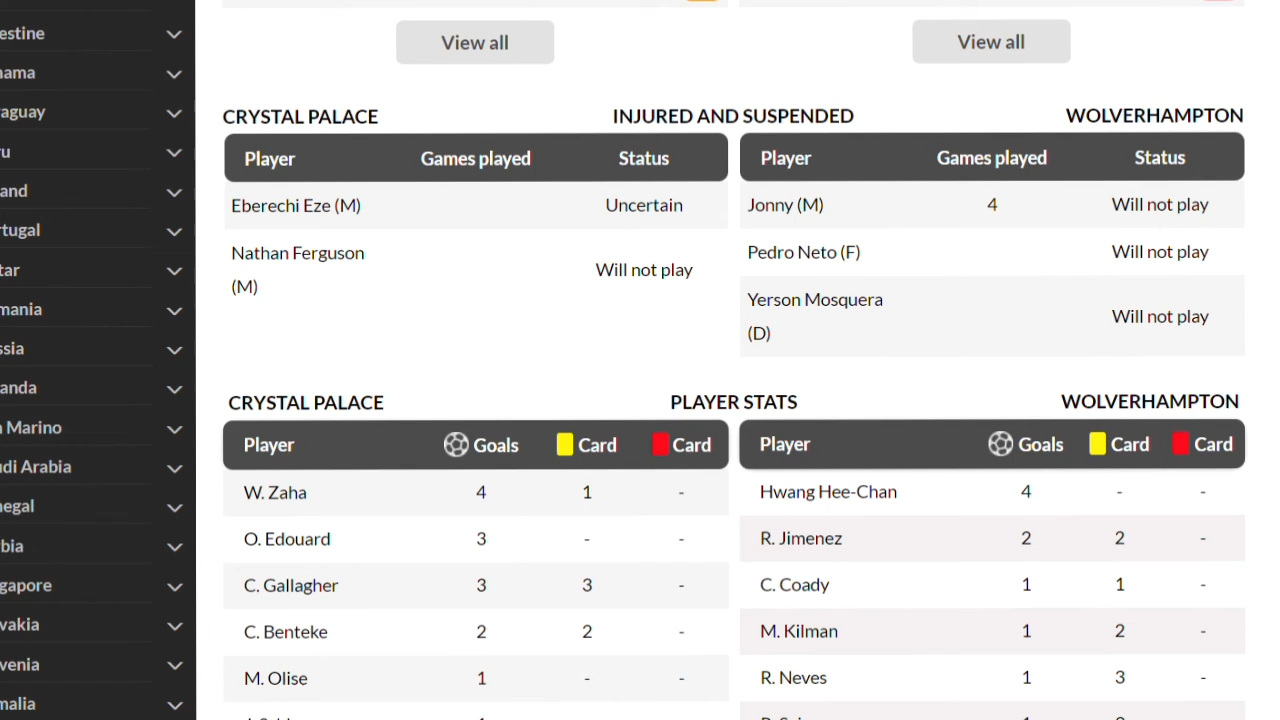 estine
nama
aguay
ru
and
rtugal
tar
mania
ssia
anda
n Marino
udi Arabia
negal
rbia
gapore
vakia
venia
malia
View all
View all
CRYSTAL PALACE INJURED AND SUSPENDED WOLVERHAMPTON
Player Games played Status Player Games played Status
Eberechi Eze (M) Uncertain Jonny (M) 4 Will not play
Nathan Ferguson
(M) Will not play
Pedro Neto (F) Will not play
Yerson Mosquera
(D) Will not play
CRYSTAL PALACE PLAYER STATS WOLVERHAMPTON
Player Goals Card Card Player Goals Card Card
W. Zaha 4 1 - Hwang Hee-Chan 4 - -
O. Edouard 3 - - R. Jimenez 2 2 -
C. Gallagher 3 3 - C. Coady 1 1 -
C. Benteke 2 2 - M. Kilman 1 2 -
M. Olise 1 - - R. Neves 1 3 -